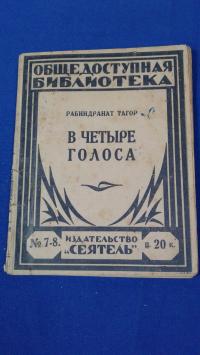 ОБЩЕДОСТУПНАЯ
БИБЛИОТЕКА
РАБИНДРАНАТ ТАГОР
В ЧЕТЫРЕ
ГОЛОСА
№ 7-8.
ИЗДАТЕЛЬСТВО
„СЕЯТЕЛЬ"
ц. 20 к.